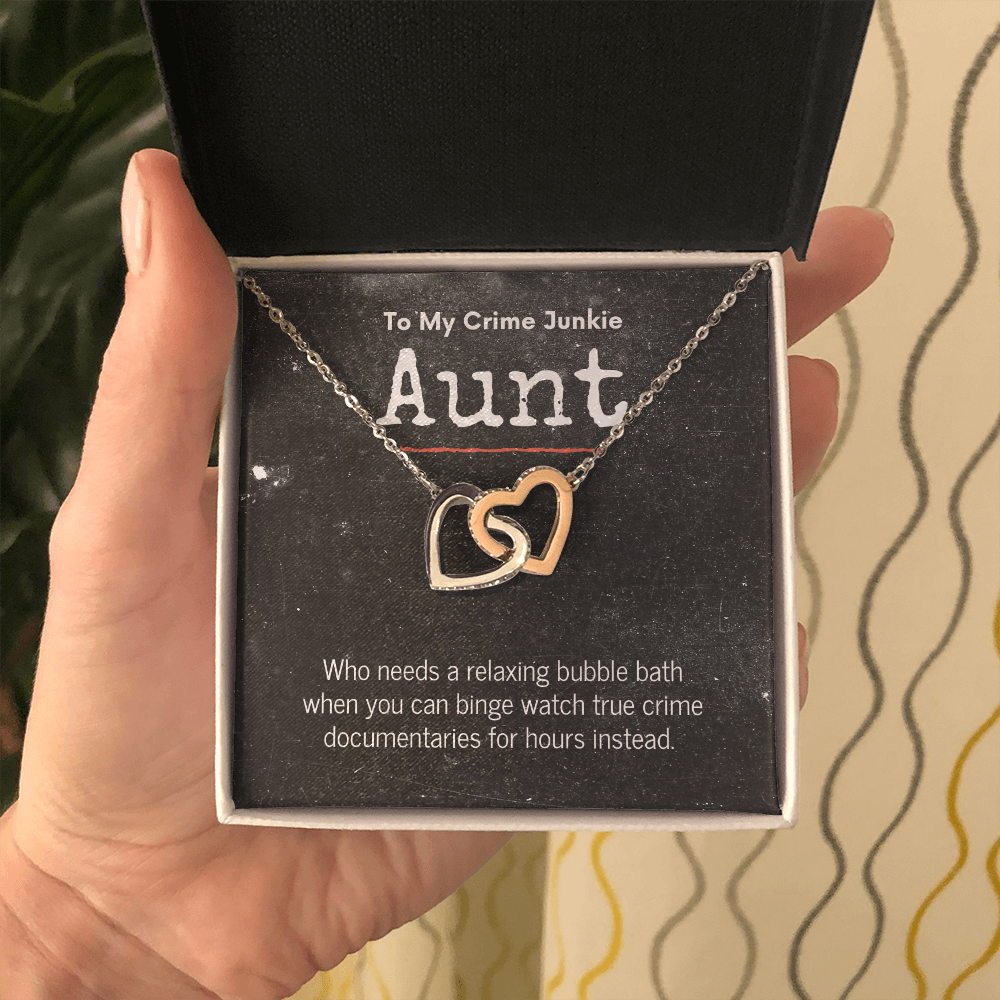 To My Crime Junkie
Aunt
Who needs a relaxing bubble bath
when you can binge watch true crime
documentaries for hours instead.